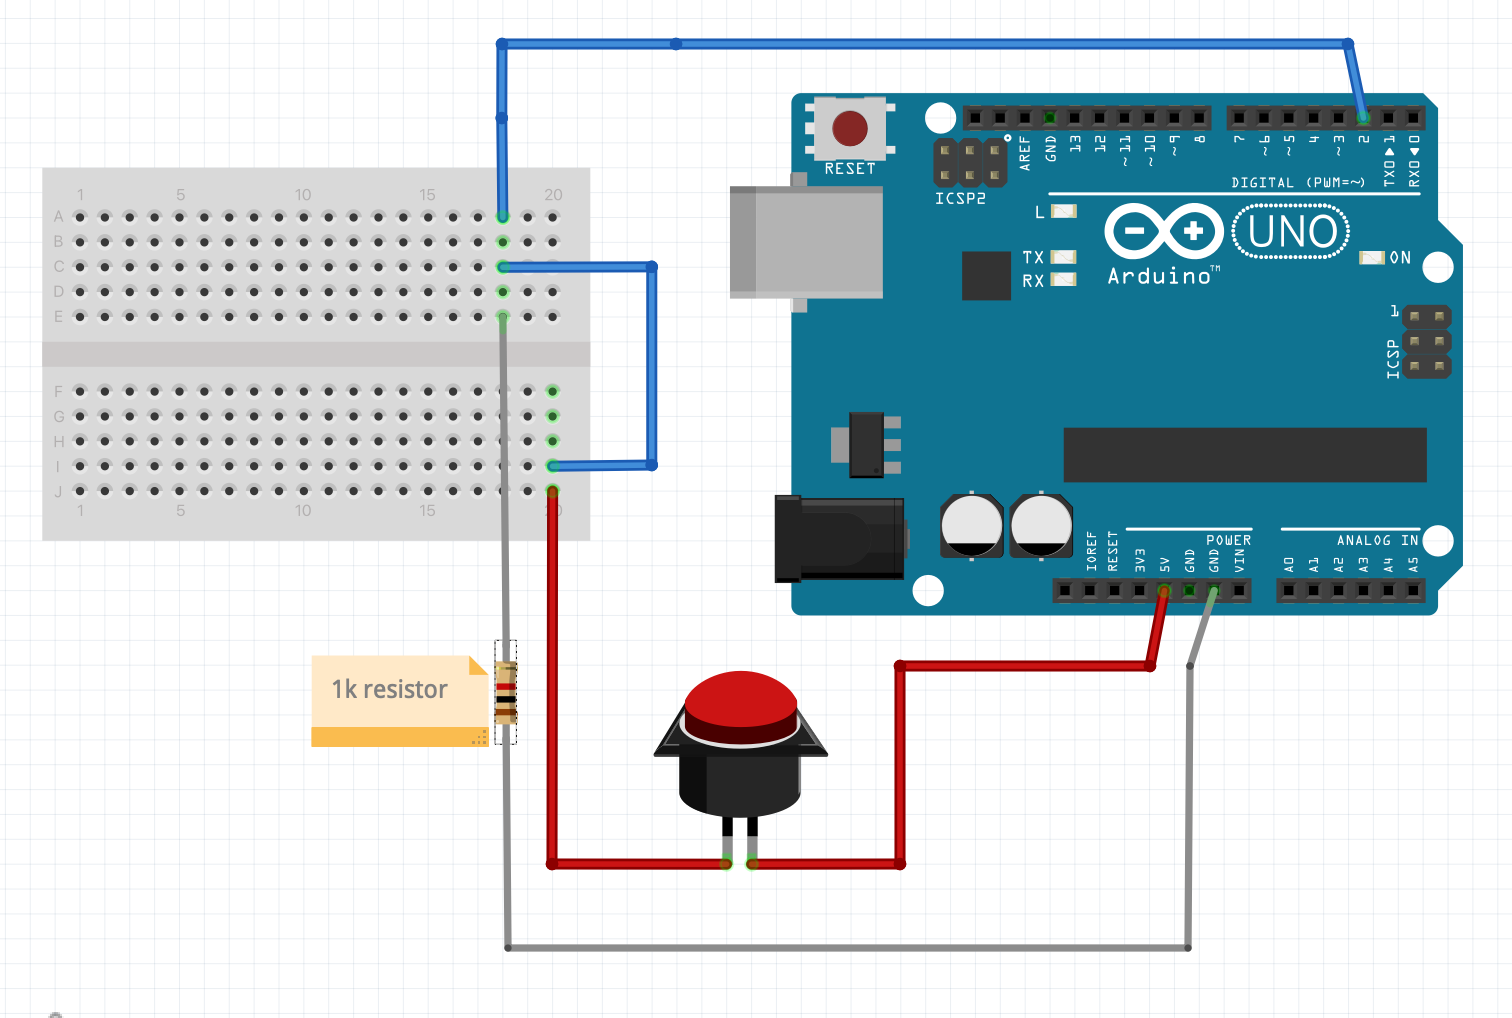 RESET
ICSP2
AREF
GND
13
12
~11
~10
~9
8
7
~6
~5
4
~3
2
TXO▶1
RXO◀0
DIGITAL (PWM=~)
L
TX
RX
Arduino™
UNO
ON
1
ICSP
1 5 10 15 20
A
B
C
D
E
F
G
H
I
J
1 5 10 15 20
POWER
ANALOG IN
IOREF
RESET
3V3
5V
GND
GND
VIN
A0
A1
A2
A3
A4
A5
1k resistor